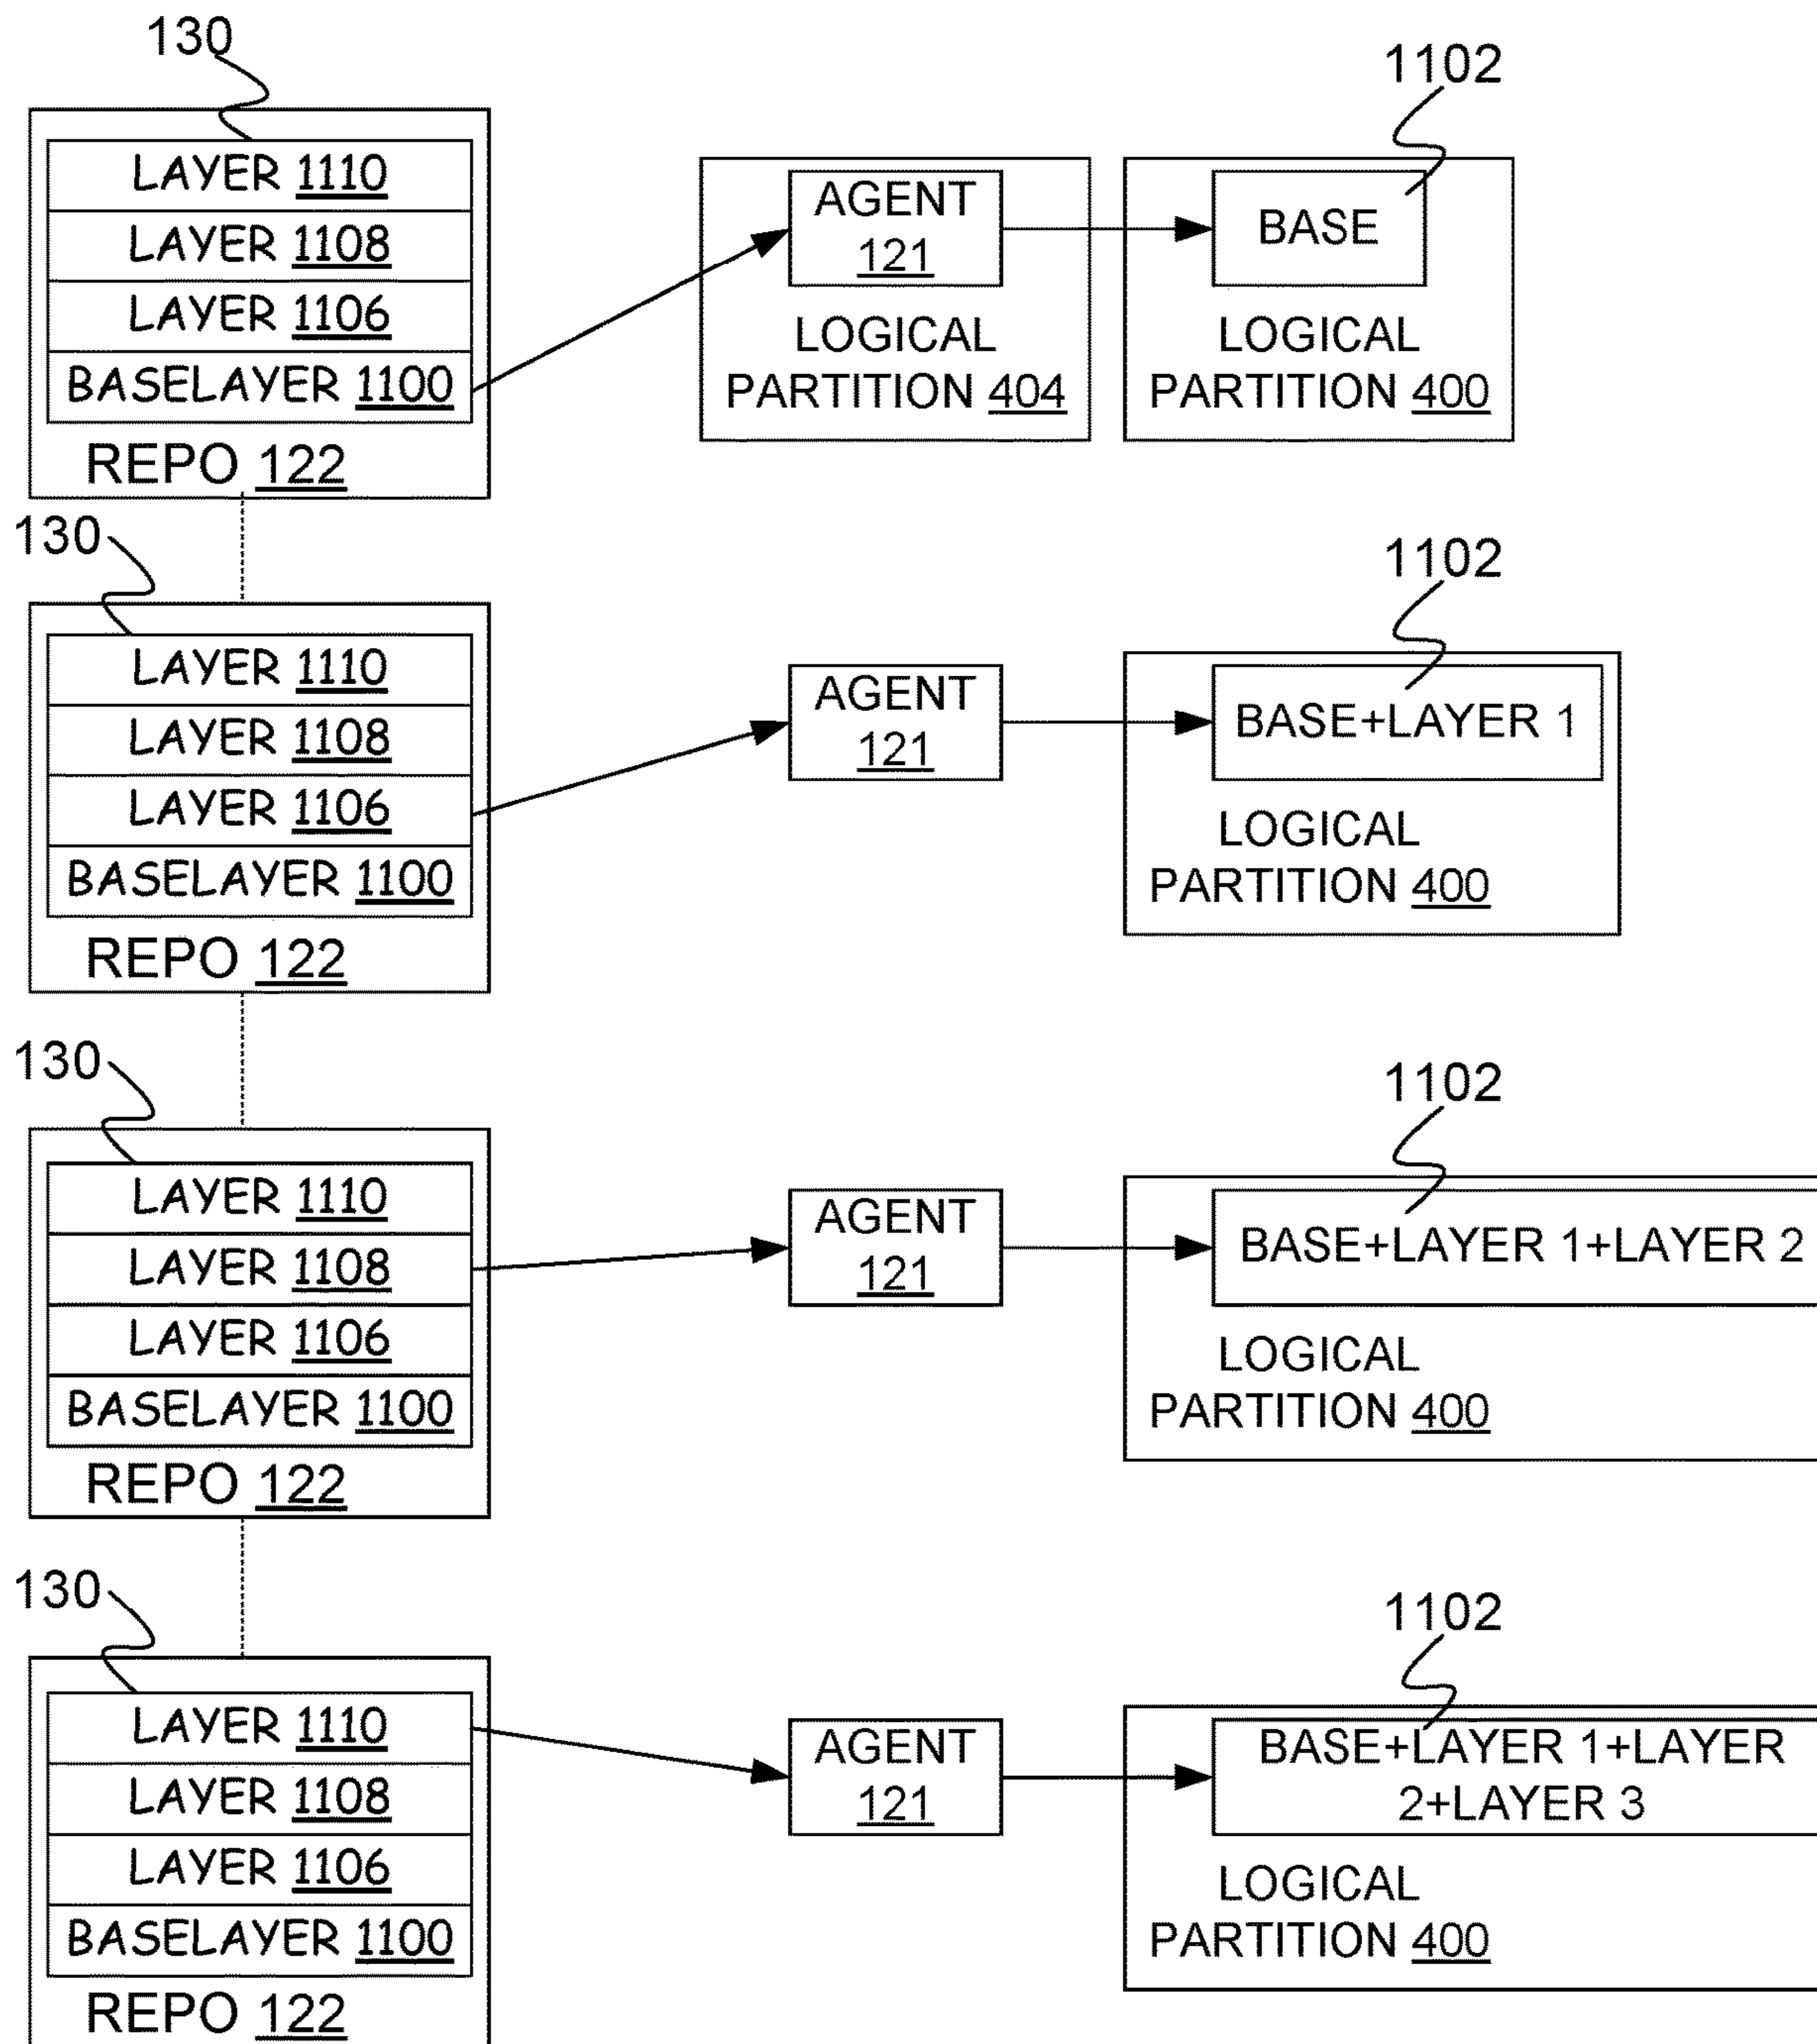 130
LAYER 1110
LAYER 1108
LAYER 1106
BASELAYER 1100
REPO 122
AGENT
121
LOGICAL
PARTITION 404
1102
BASE
LOGICAL
PARTITION 400
130
LAYER 1110
LAYER 1108
LAYER 1106
BASELAYER 1100
REPO 122
AGENT
121
1102
BASE+LAYER 1
LOGICAL
PARTITION 400
130
LAYER 1110
LAYER 1108
LAYER 1106
BASELAYER 1100
REPO 122
AGENT
121
1102
BASE+LAYER 1+LAYER 2
LOGICAL
PARTITION 400
130
LAYER 1110
LAYER 1108
LAYER 1106
BASELAYER 1100
REPO 122
AGENT
121
1102
BASE+LAYER 1+LAYER
2+LAYER 3
LOGICAL
PARTITION 400